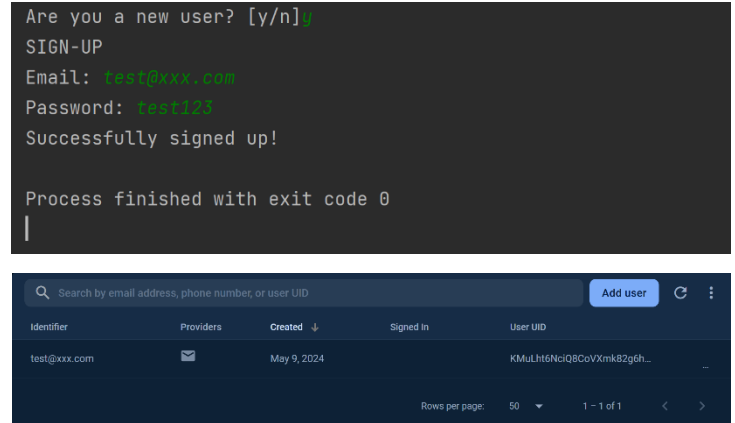 Are you a new user? [y/n]y
SIGN-UP
Email: test@xxx.com
Password: test123
Successfully signed up!
Process finished with exit code 0
Search by email address, phone number, or user UID Add user
Identifier Providers Created ↓ Signed In User UID
test@xxx.com May 9, 2024 KMuLht6NciQ8CoVXmk82g6h...
Rows per page: 50 1 – 1 of 1